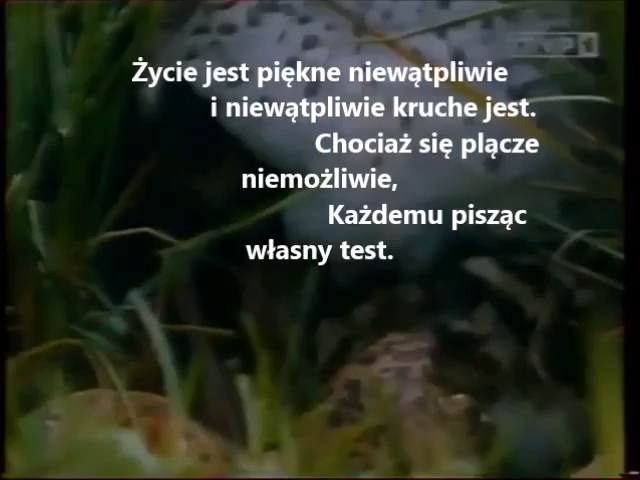 Życie jest piękne niewątpliwie
i niewątpliwie kruche jest.
Chociaż się plącze
niemożliwie,
Każdemu pisząc
własny test.